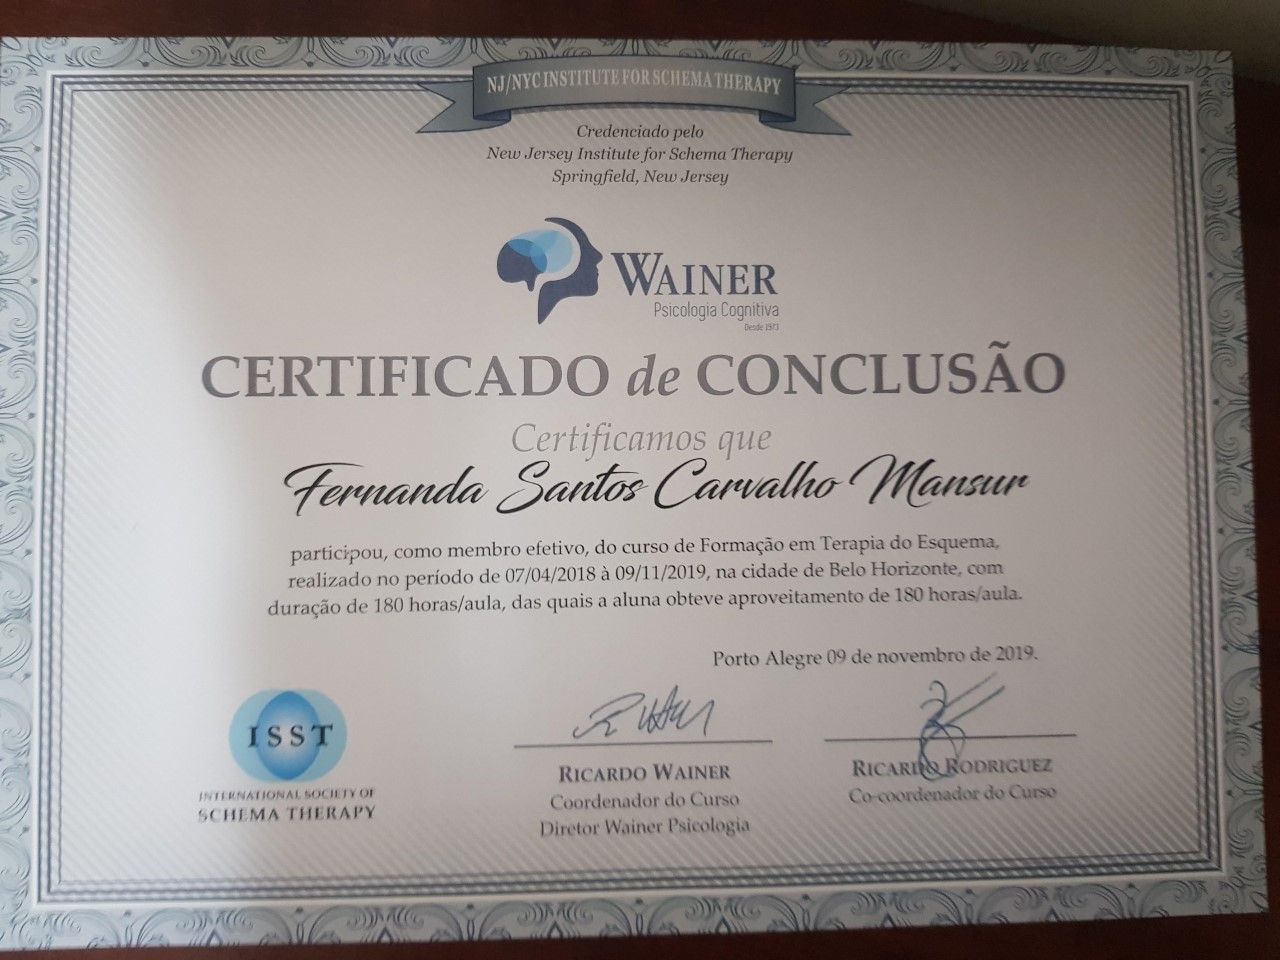 NJ/NYC INSTITUTE FOR SCHEMA THERAPY
Credenciado pelo
New Jersey Institute for Schema Therapy
Springfield, New Jersey
WAINER
Psicologia Cognitiva
Desde 1973
CERTIFICADO de CONCLUSÃO
Certificamos que
Fernanda Santos Carvalho Mansur
participou, como membro efetivo, do curso de Formação em Terapia do Esquema,
realizado no período de 07/04/2018 à 09/11/2019, na cidade de Belo Horizonte, com
duração de 180 horas/aula, das quais a aluna obteve aproveitamento de 180 horas/aula.
Porto Alegre 09 de novembro de 2019.
ISST
INTERNATIONAL SOCIETY OF
SCHEMA THERAPY
RICARDO WAINER
Coordenador do Curso
Diretor Wainer Psicologia
RICARDO RODRIGUEZ
Co-coordenador do Curso